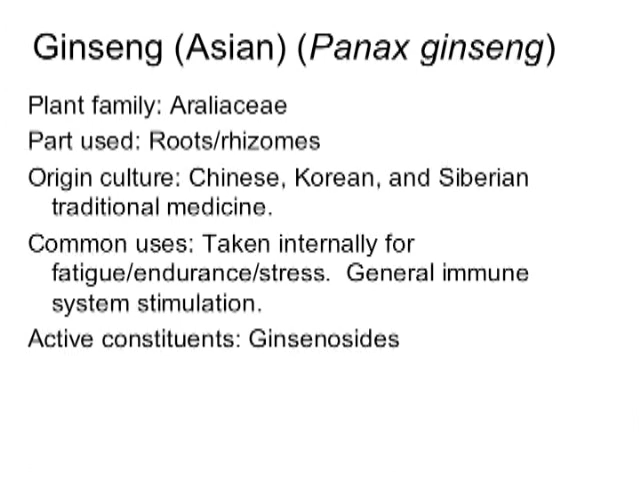 Ginseng (Asian) (Panax ginseng)
Plant family: Araliaceae
Part used: Roots/rhizomes
Origin culture: Chinese, Korean, and Siberian
traditional medicine.
Common uses: Taken internally for
fatigue/endurance/stress.  General immune
system stimulation.
Active constituents: Ginsenosides